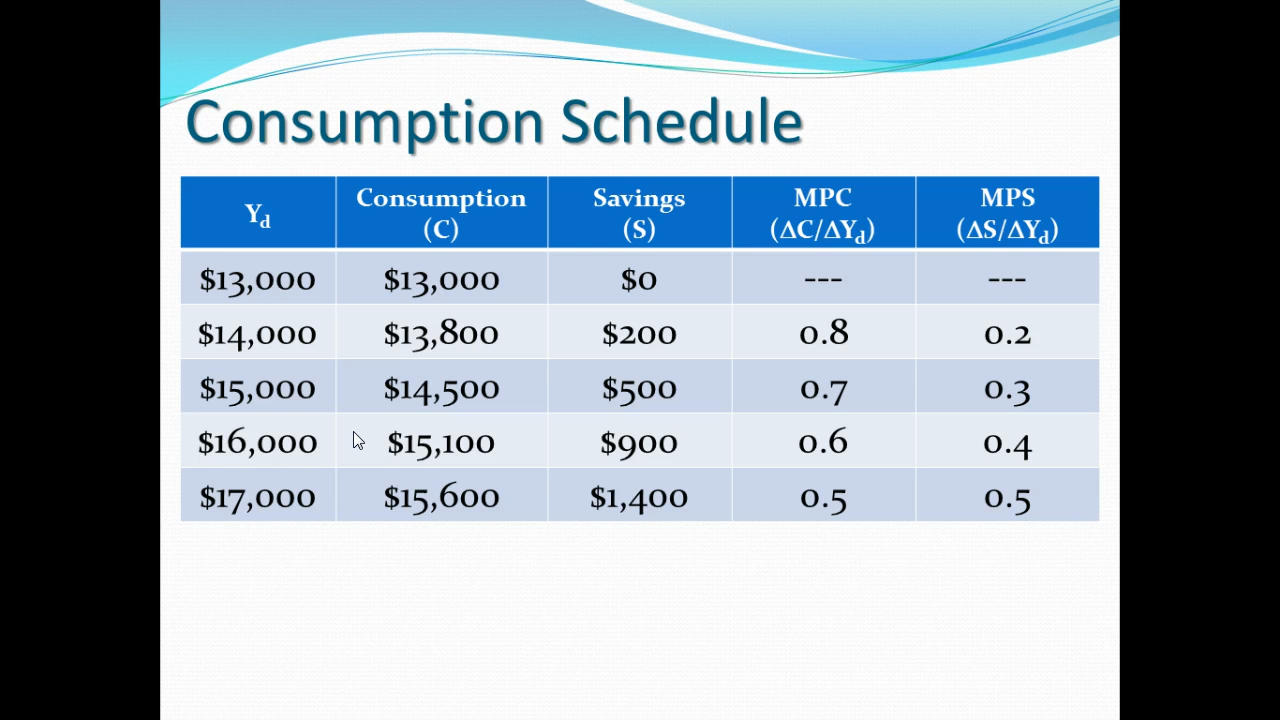 Consumption Schedule
Yd Consumption (C) Savings (S) MPC (ΔC/ΔYd) MPS (ΔS/ΔYd)
$13,000 $13,000 $0 --- ---
$14,000 $13,800 $200 0.8 0.2
$15,000 $14,500 $500 0.7 0.3
$16,000 $15,100 $900 0.6 0.4
$17,000 $15,600 $1,400 0.5 0.5